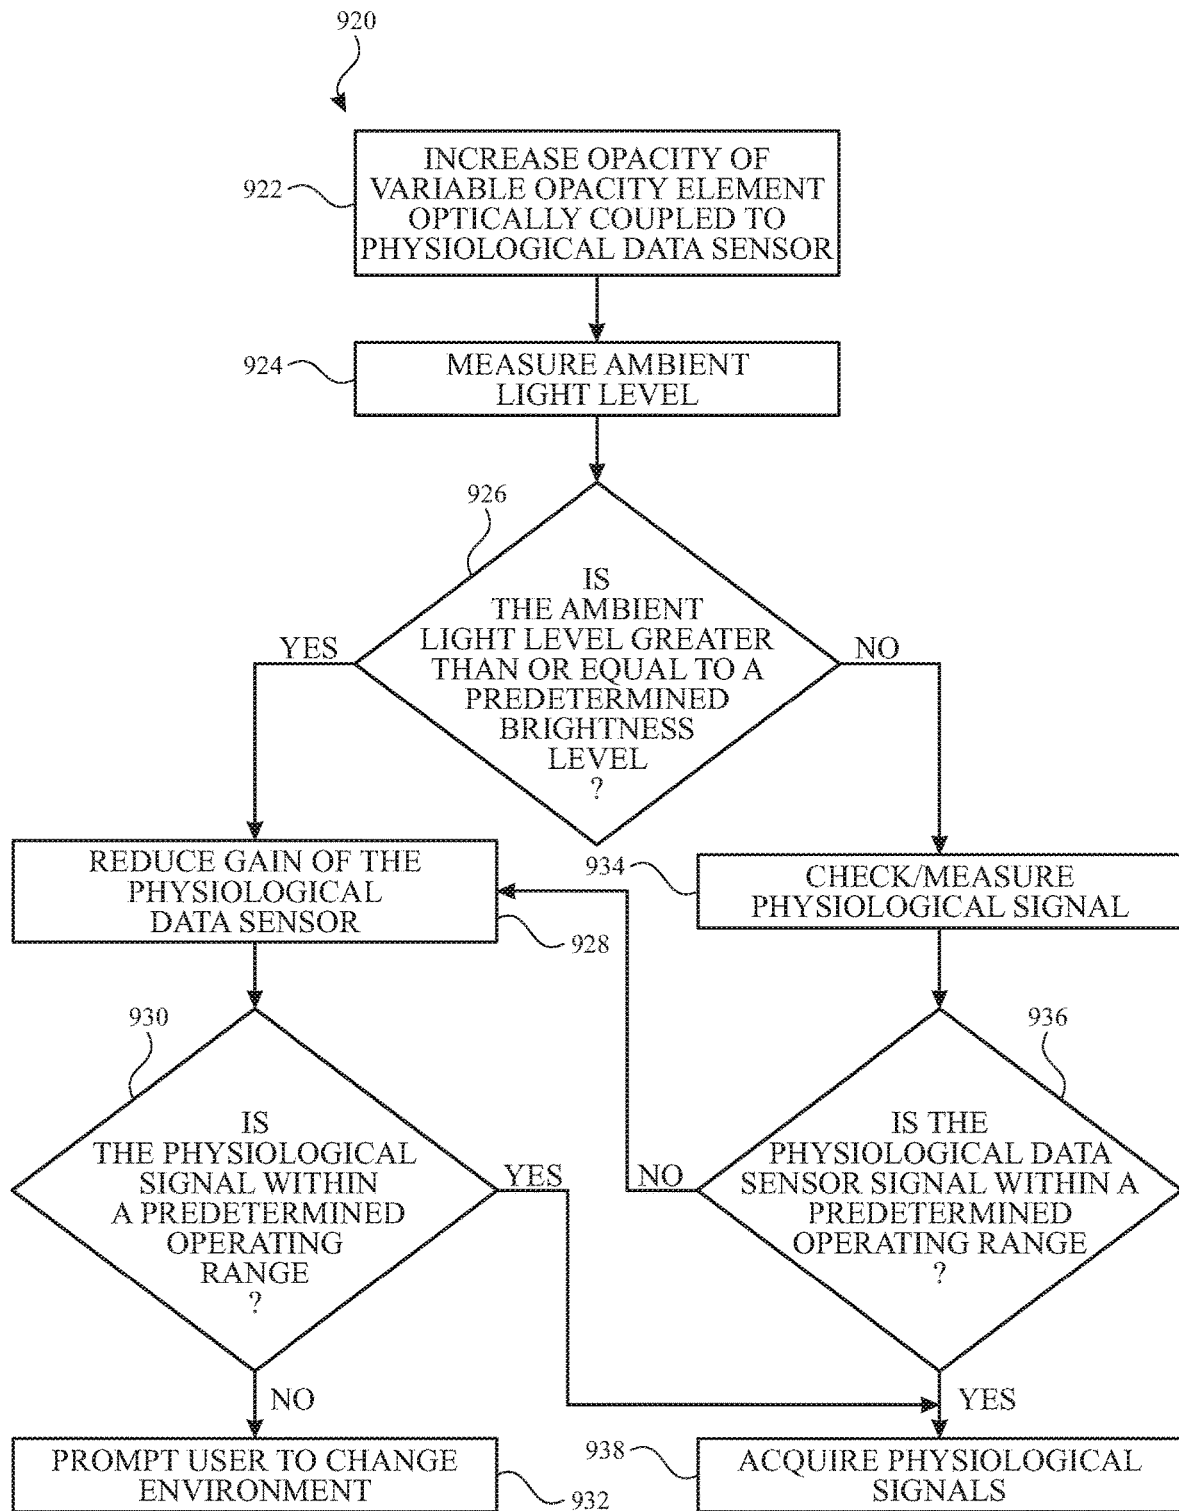 920
INCREASE OPACITY OF
VARIABLE OPACITY ELEMENT
OPTICALLY COUPLED TO
PHYSIOLOGICAL DATA SENSOR
922
MEASURE AMBIENT
LIGHT LEVEL
924
926
IS
THE AMBIENT
LIGHT LEVEL GREATER
THAN OR EQUAL TO A
PREDETERMINED
BRIGHTNESS
LEVEL
?
YES
NO
REDUCE GAIN OF THE
PHYSIOLOGICAL
DATA SENSOR
928
934
CHECK/MEASURE
PHYSIOLOGICAL SIGNAL
930
IS
THE PHYSIOLOGICAL
SIGNAL WITHIN
A PREDETERMINED
OPERATING
RANGE
?
YES
NO
936
IS THE
PHYSIOLOGICAL DATA
SENSOR SIGNAL WITHIN A
PREDETERMINED
OPERATING RANGE
?
NO
YES
PROMPT USER TO CHANGE
ENVIRONMENT
932
938
ACQUIRE PHYSIOLOGICAL
SIGNALS